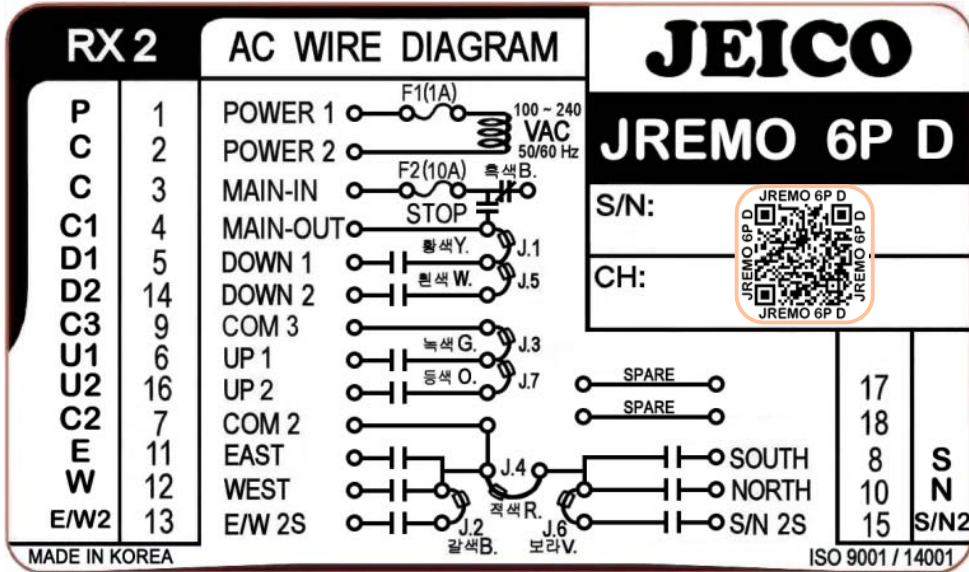 RX 2
AC WIRE DIAGRAM
JEICO
JREMO 6P D
S/N:
CH:
JREMO 6P D
JREMO 6P D
JREMO 6P D
JREMO 6P D
P 1 POWER 1 F1(1A) 100 ~ 240
VAC
50/60 Hz
C 2 POWER 2
C 3 MAIN-IN F2(10A) 흑색B.
STOP
C1 4 MAIN-OUT
D1 5 DOWN 1 황색Y. J.1
D2 14 DOWN 2 흰색 W. J.5
C3 9 COM 3
U1 6 UP 1 녹색 G. J.3
U2 16 UP 2 등색 O. J.7 SPARE 17
C2 7 COM 2 SPARE 18
E 11 EAST SOUTH 8 S
W 12 WEST J.4 적색R. NORTH 10 N
E/W2 13 E/W 2S J.2 갈색B. J.6 보라V. S/N 2S 15 S/N2
MADE IN KOREA
ISO 9001 / 14001